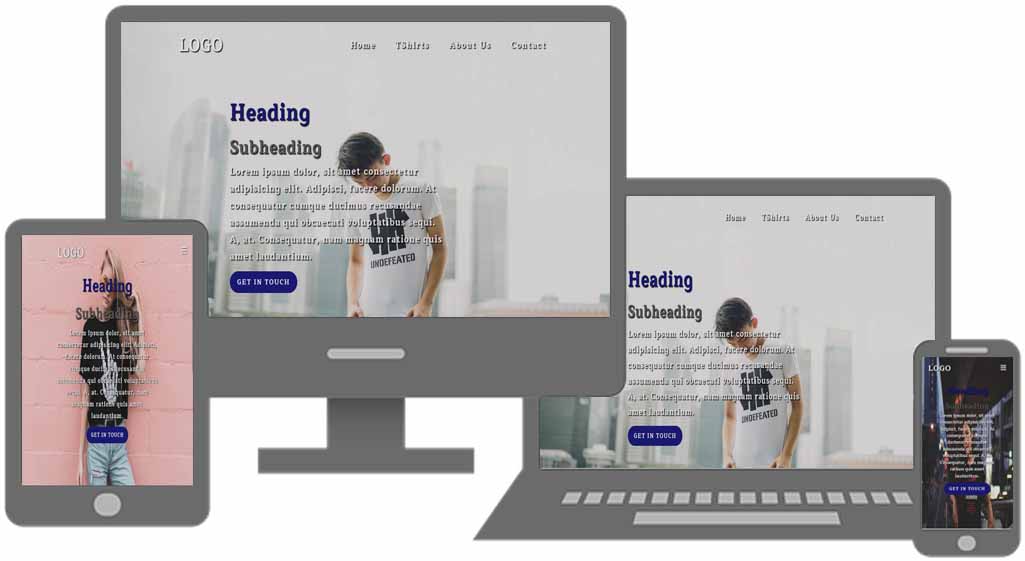 LOGO
Home TShirts About Us Contact
Heading
Subheading
Lorem ipsum dolor, sit amet consectetur
adipisicing elit. Adipisci, facere dolorum. At
consequatur cumque ducimus recusandae
assumenda qui obcaecati voluptatibus sequi.
A, at. Consequatur, nam magnam ratione quis
amet laudantium.
GET IN TOUCH
UNDEFEATED
Home TShirts About Us Contact
Heading
Subheading
Lorem ipsum dolor, sit amet consectetur
adipisicing elit. Adipisci, facere dolorum. At
consequatur cumque ducimus recusandae
assumenda qui obcaecati voluptatibus sequi.
A, at. Consequatur, nam magnam ratione quis
amet laudantium.
GET IN TOUCH
UNDEFEATED
LOGO
Heading
Subheading
Lorem ipsum dolor, sit amet
consectetur adipisicing elit. Adipisci,
facere dolorum. At consequatur
cumque ducimus recusandae
assumenda qui obcaecati voluptatibus
sequi. A, at. Consequatur, nam
magnam ratione quis amet
laudantium.
GET IN TOUCH
LOGO
Heading
Subheading
Lorem ipsum dolor, sit amet
GET IN TOUCH